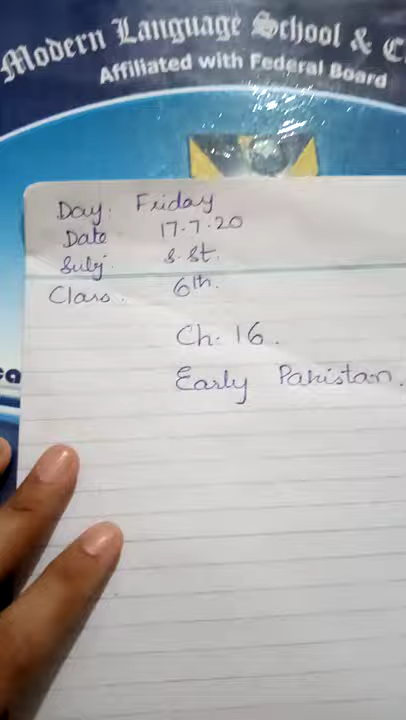 Modern Language School & C
Affiliated with Federal Board
Day: Friday
Date 17.7.20
Subj: S.St.
Class: 6th.
Ch: 16.
Early Pakistan.
ca